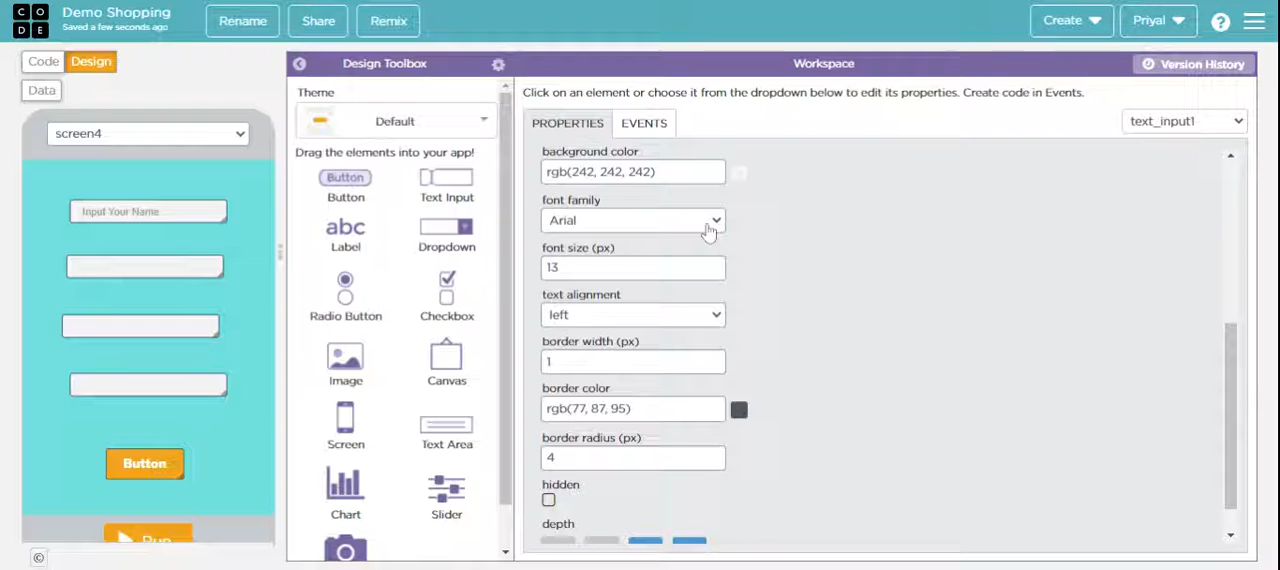 CO
DE
Demo Shopping
Saved a few seconds ago
Rename
Share
Remix
Create
Priyal
?
Code
Design
Data
Design Toolbox
Workspace
Version History
Theme
Default
Click on an element or choose it from the dropdown below to edit its properties. Create code in Events.
PROPERTIES
EVENTS
text_input1
screen4
Input Your Name
Button
Run
Drag the elements into your app!
Button
Button
Text Input
abc
Label
Dropdown
Radio Button
Checkbox
Image
Canvas
Screen
Text Area
Chart
Slider
background color
rgb(242, 242, 242)
font family
Arial
font size (px)
13
text alignment
left
border width (px)
1
border color
rgb(77, 87, 95)
border radius (px)
4
hidden
depth
©